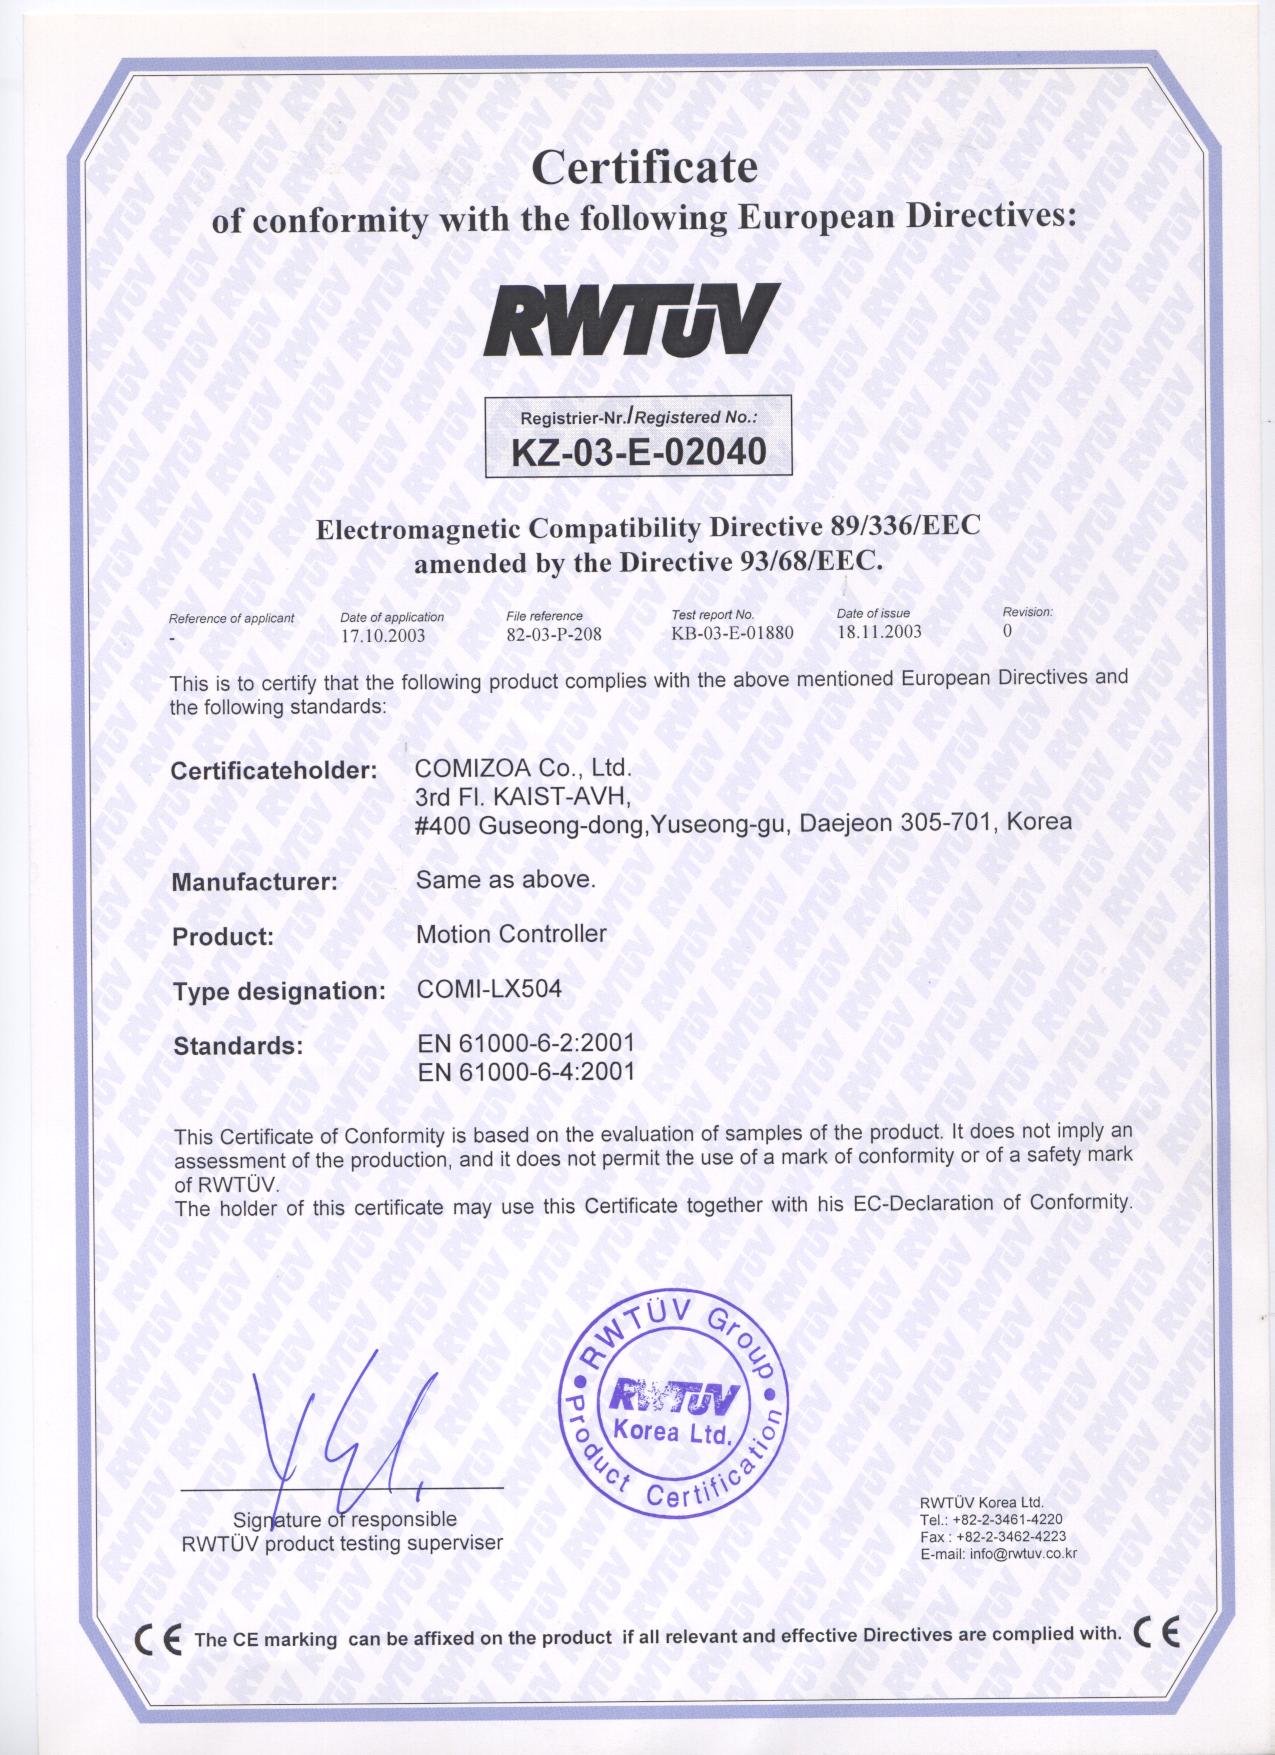 Certificate
of conformity with the following European Directives:
RWTÜV
Registrier-Nr./Registered No.:
KZ-03-E-02040
Electromagnetic Compatibility Directive 89/336/EEC
amended by the Directive 93/68/EEC.
Reference of applicant Date of application File reference Test report No. Date of issue Revision:
- 17.10.2003 82-03-P-208 KB-03-E-01880 18.11.2003 0
This is to certify that the following product complies with the above mentioned European Directives and
the following standards:
Certificateholder: COMIZOA Co., Ltd.
3rd Fl. KAIST-AVH,
#400 Guseong-dong,Yuseong-gu, Daejeon 305-701, Korea
Manufacturer: Same as above.
Product: Motion Controller
Type designation: COMI-LX504
Standards: EN 61000-6-2:2001
EN 61000-6-4:2001
This Certificate of Conformity is based on the evaluation of samples of the product. It does not imply an
assessment of the production, and it does not permit the use of a mark of conformity or of a safety mark
of RWTÜV.
The holder of this certificate may use this Certificate together with his EC-Declaration of Conformity.
RWTÜV Group
RWTÜV
Korea Ltd.
Product Certification
Signature of responsible
RWTÜV product testing superviser
RWTÜV Korea Ltd.
Tel.: +82-2-3461-4220
Fax : +82-2-3462-4223
E-mail: info@rwtuv.co.kr
CE The CE marking can be affixed on the product if all relevant and effective Directives are complied with. CE